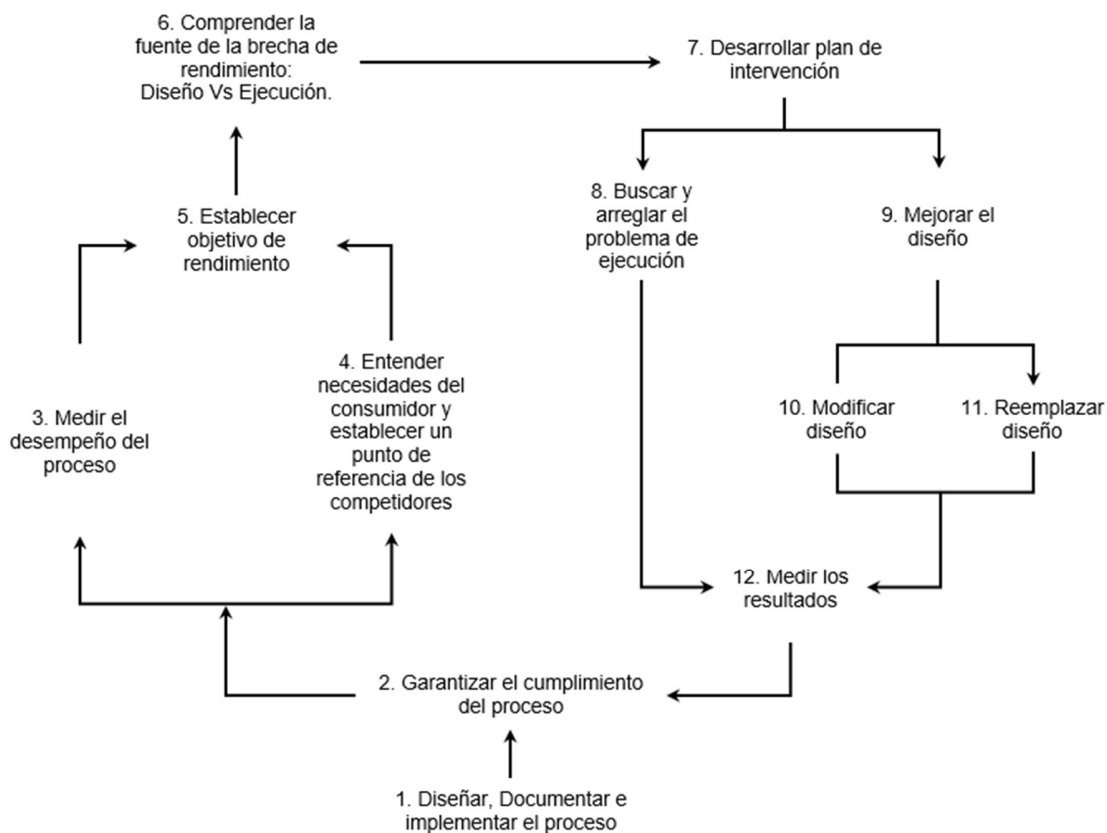 6. Comprender la
fuente de la brecha de
rendimiento:
Diseño Vs Ejecución.
7. Desarrollar plan de
intervención
8. Buscar y
arreglar el
problema de
ejecución
9. Mejorar el
diseño
5. Establecer
objetivo de
rendimiento
4. Entender
necesidades del
consumidor y
establecer un
punto de
referencia de los
competidores
3. Medir el
desempeño del
proceso
10. Modificar
diseño
11. Reemplazar
diseño
12. Medir los
resultados
2. Garantizar el cumplimiento
del proceso
1. Diseñar, Documentar e
implementar el proceso